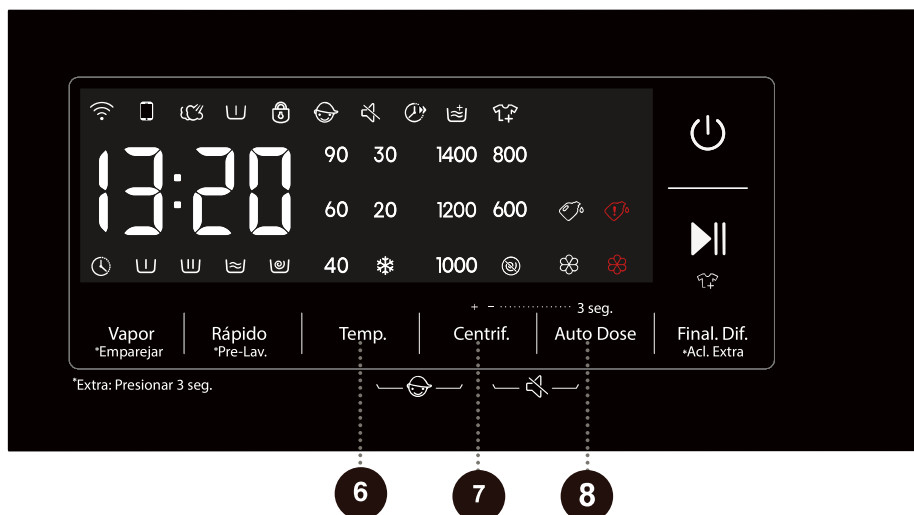 90 30 1400 800
13:20
60 20 1200 600
40 1000
+ - 3 seg.
Vapor Rápido Temp. Centrif. Auto Dose Final. Dif.
*Emparejar *Pre-Lav. *Acl. Extra
*Extra: Presionar 3 seg.
6 7 8